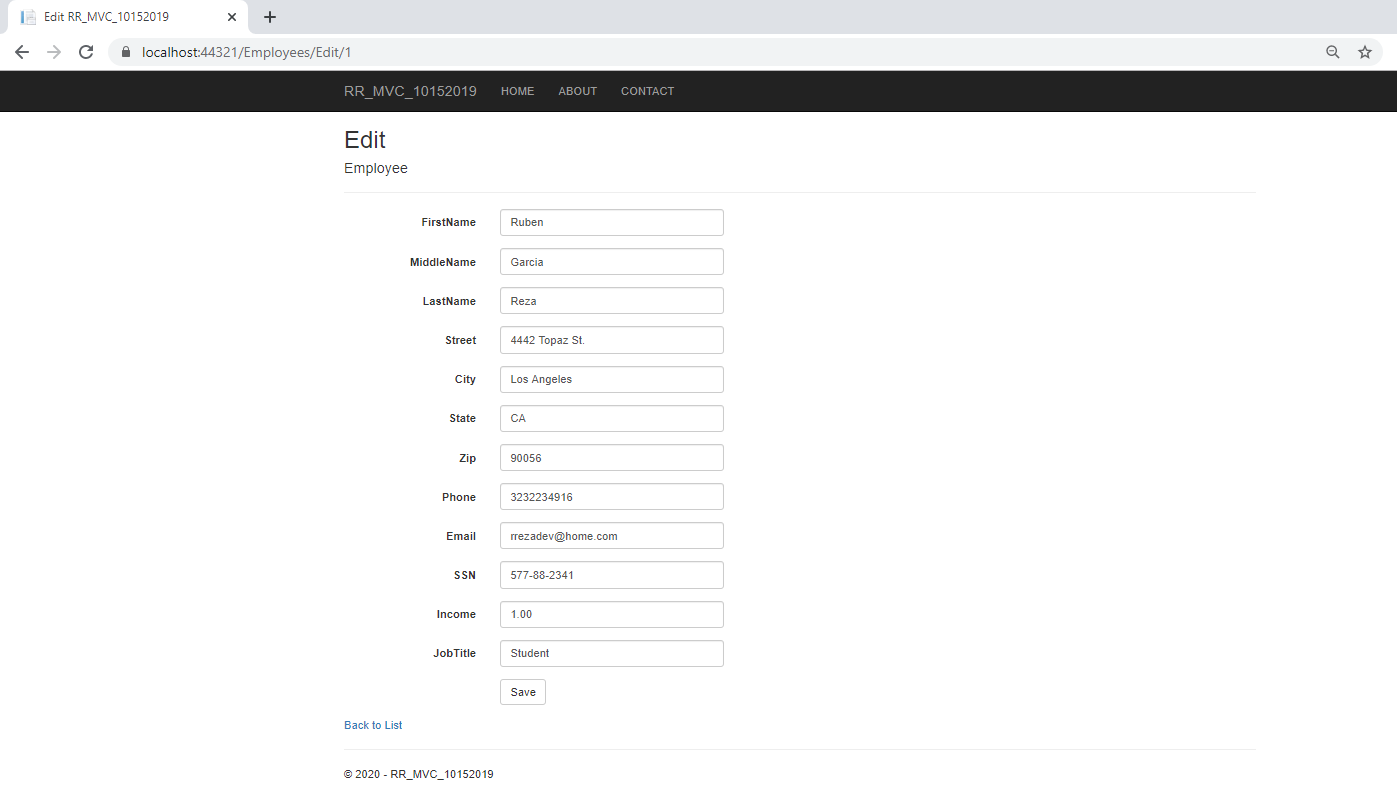 Edit RR_MVC_10152019
localhost:44321/Employees/Edit/1
RR_MVC_10152019 HOME ABOUT CONTACT
Edit
Employee
FirstName Ruben
MiddleName Garcia
LastName Reza
Street 4442 Topaz St.
City Los Angeles
State CA
Zip 90056
Phone 3232234916
Email rrezadev@home.com
SSN 577-88-2341
Income 1.00
JobTitle Student
Save
Back to List
© 2020 - RR_MVC_10152019